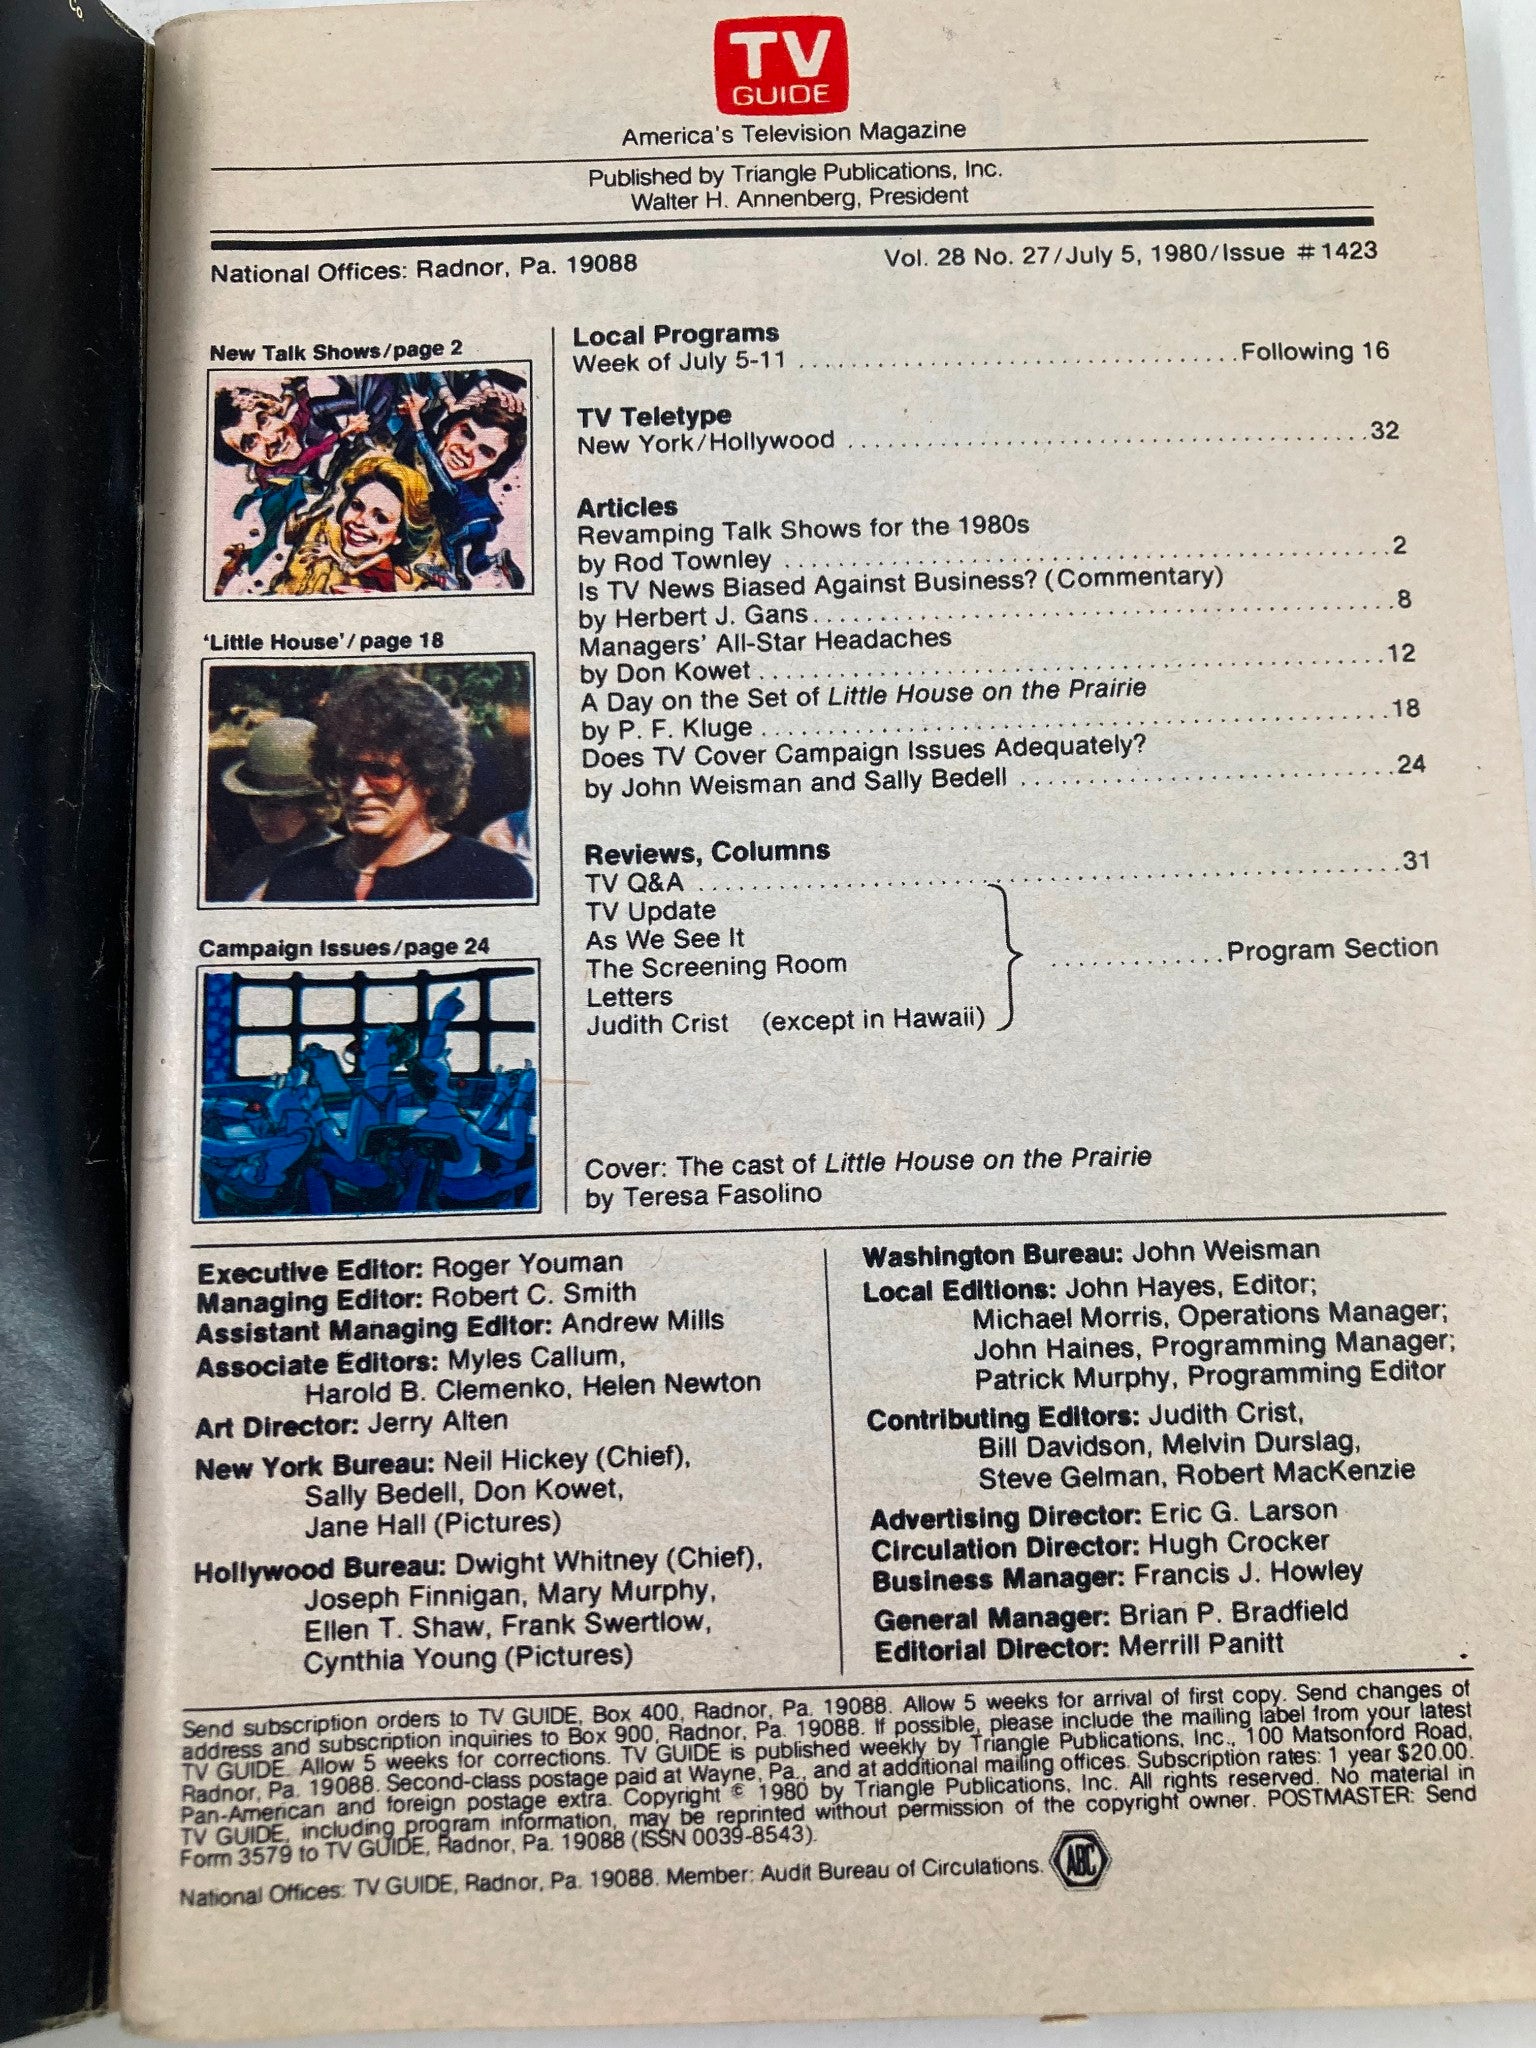 TV
GUIDE
America's Television Magazine
Published by Triangle Publications, Inc.
Walter H. Annenberg, President
National Offices: Radnor, Pa. 19088
Vol. 28 No. 27/July 5, 1980/Issue #1423
New Talk Shows/page 2
'Little House'/page 18
Campaign Issues/page 24
Local Programs
Week of July 5-11 ........................................Following 16
TV Teletype
New York/Hollywood ........................................32
Articles
Revamping Talk Shows for the 1980s
by Rod Townley ........................................2
Is TV News Biased Against Business? (Commentary)
by Herbert J. Gans........................................8
Managers' All-Star Headaches
by Don Kowet........................................12
A Day on the Set of Little House on the Prairie
by P. F. Kluge........................................18
Does TV Cover Campaign Issues Adequately?
by John Weisman and Sally Bedell ..............................24
Reviews, Columns
TV Q&A ........................................31
TV Update
As We See It
The Screening Room
Letters
Judith Crist (except in Hawaii)
.............Program Section
Cover: The cast of Little House on the Prairie
by Teresa Fasolino
Executive Editor: Roger Youman
Managing Editor: Robert C. Smith
Assistant Managing Editor: Andrew Mills
Associate Editors: Myles Callum,
Harold B. Clemenko, Helen Newton
Art Director: Jerry Alten
New York Bureau: Neil Hickey (Chief),
Sally Bedell, Don Kowet,
Jane Hall (Pictures)
Hollywood Bureau: Dwight Whitney (Chief),
Joseph Finnigan, Mary Murphy,
Ellen T. Shaw, Frank Swertlow,
Cynthia Young (Pictures)
Washington Bureau: John Weisman
Local Editions: John Hayes, Editor;
Michael Morris, Operations Manager;
John Haines, Programming Manager;
Patrick Murphy, Programming Editor
Contributing Editors: Judith Crist,
Bill Davidson, Melvin Durslag,
Steve Gelman, Robert MacKenzie
Advertising Director: Eric G. Larson
Circulation Director: Hugh Crocker
Business Manager: Francis J. Howley
General Manager: Brian P. Bradfield
Editorial Director: Merrill Panitt
Send subscription orders to TV GUIDE, Box 400, Radnor, Pa. 19088. Allow 5 weeks for arrival of first copy. Send changes of
address and subscription inquiries to Box 900, Radnor, Pa. 19088. If possible, please include the mailing label from your latest
TV GUIDE. Allow 5 weeks for corrections. TV GUIDE is published weekly by Triangle Publications, Inc., 100 Matsonford Road,
Radnor, Pa. 19088. Second-class postage paid at Wayne, Pa., and at additional mailing offices. Subscription rates: 1 year $20.00.
Pan-American and foreign postage extra. Copyright © 1980 by Triangle Publications, Inc. All rights reserved. No material in
TV GUIDE, including program information, may be reprinted without permission of the copyright owner. POSTMASTER: Send
Form 3579 to TV GUIDE, Radnor, Pa. 19088 (ISSN 0039-8543).
National Offices: TV GUIDE, Radnor, Pa. 19088. Member: Audit Bureau of Circulations.
ABC